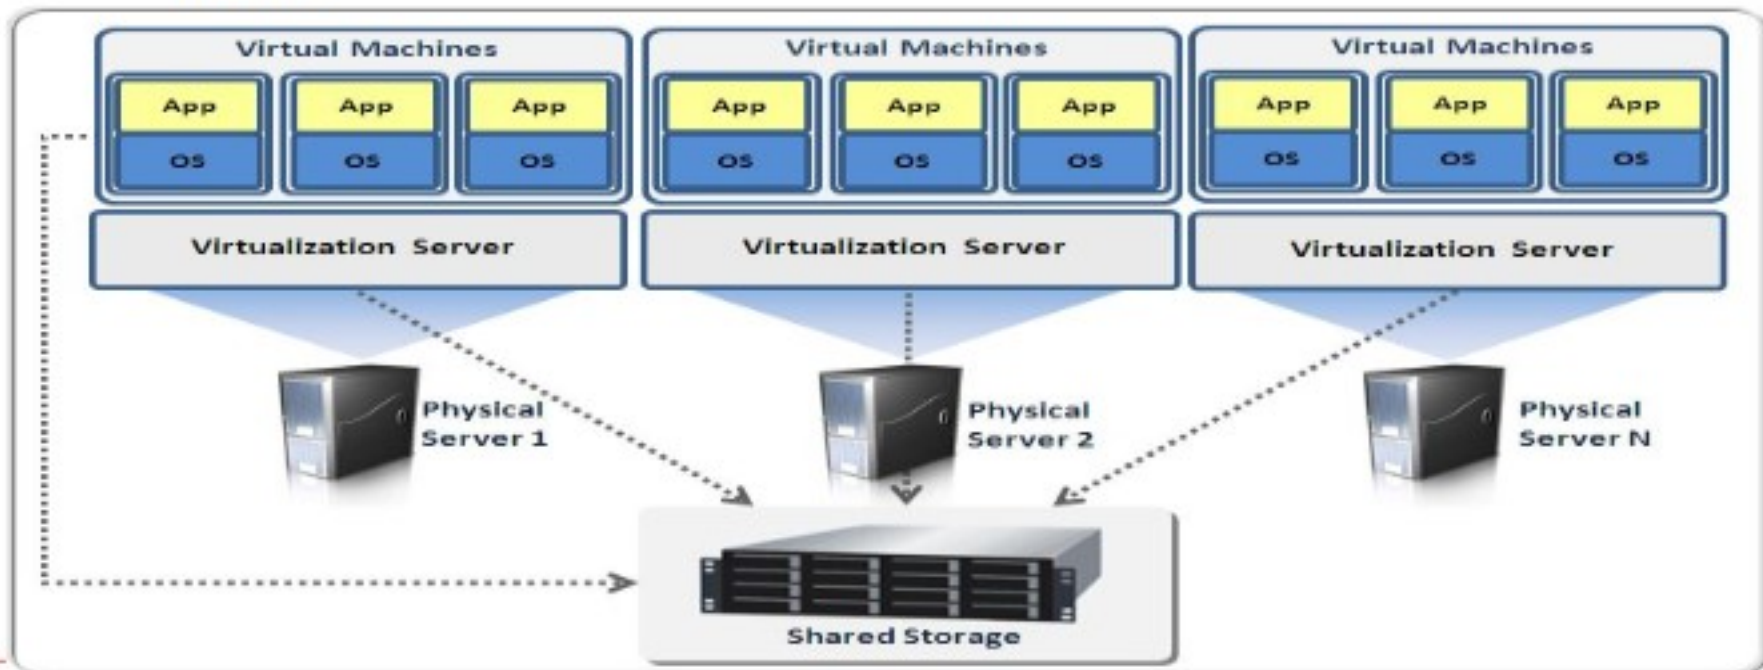 Virtual Machines
Virtual Machines
Virtual Machines
App App App App App App App App App
OS OS OS OS OS OS OS OS OS
Virtualization Server
Virtualization Server
Virtualization Server
Physical
Server 1
Physical
Server 2
Physical
Server N
Shared Storage